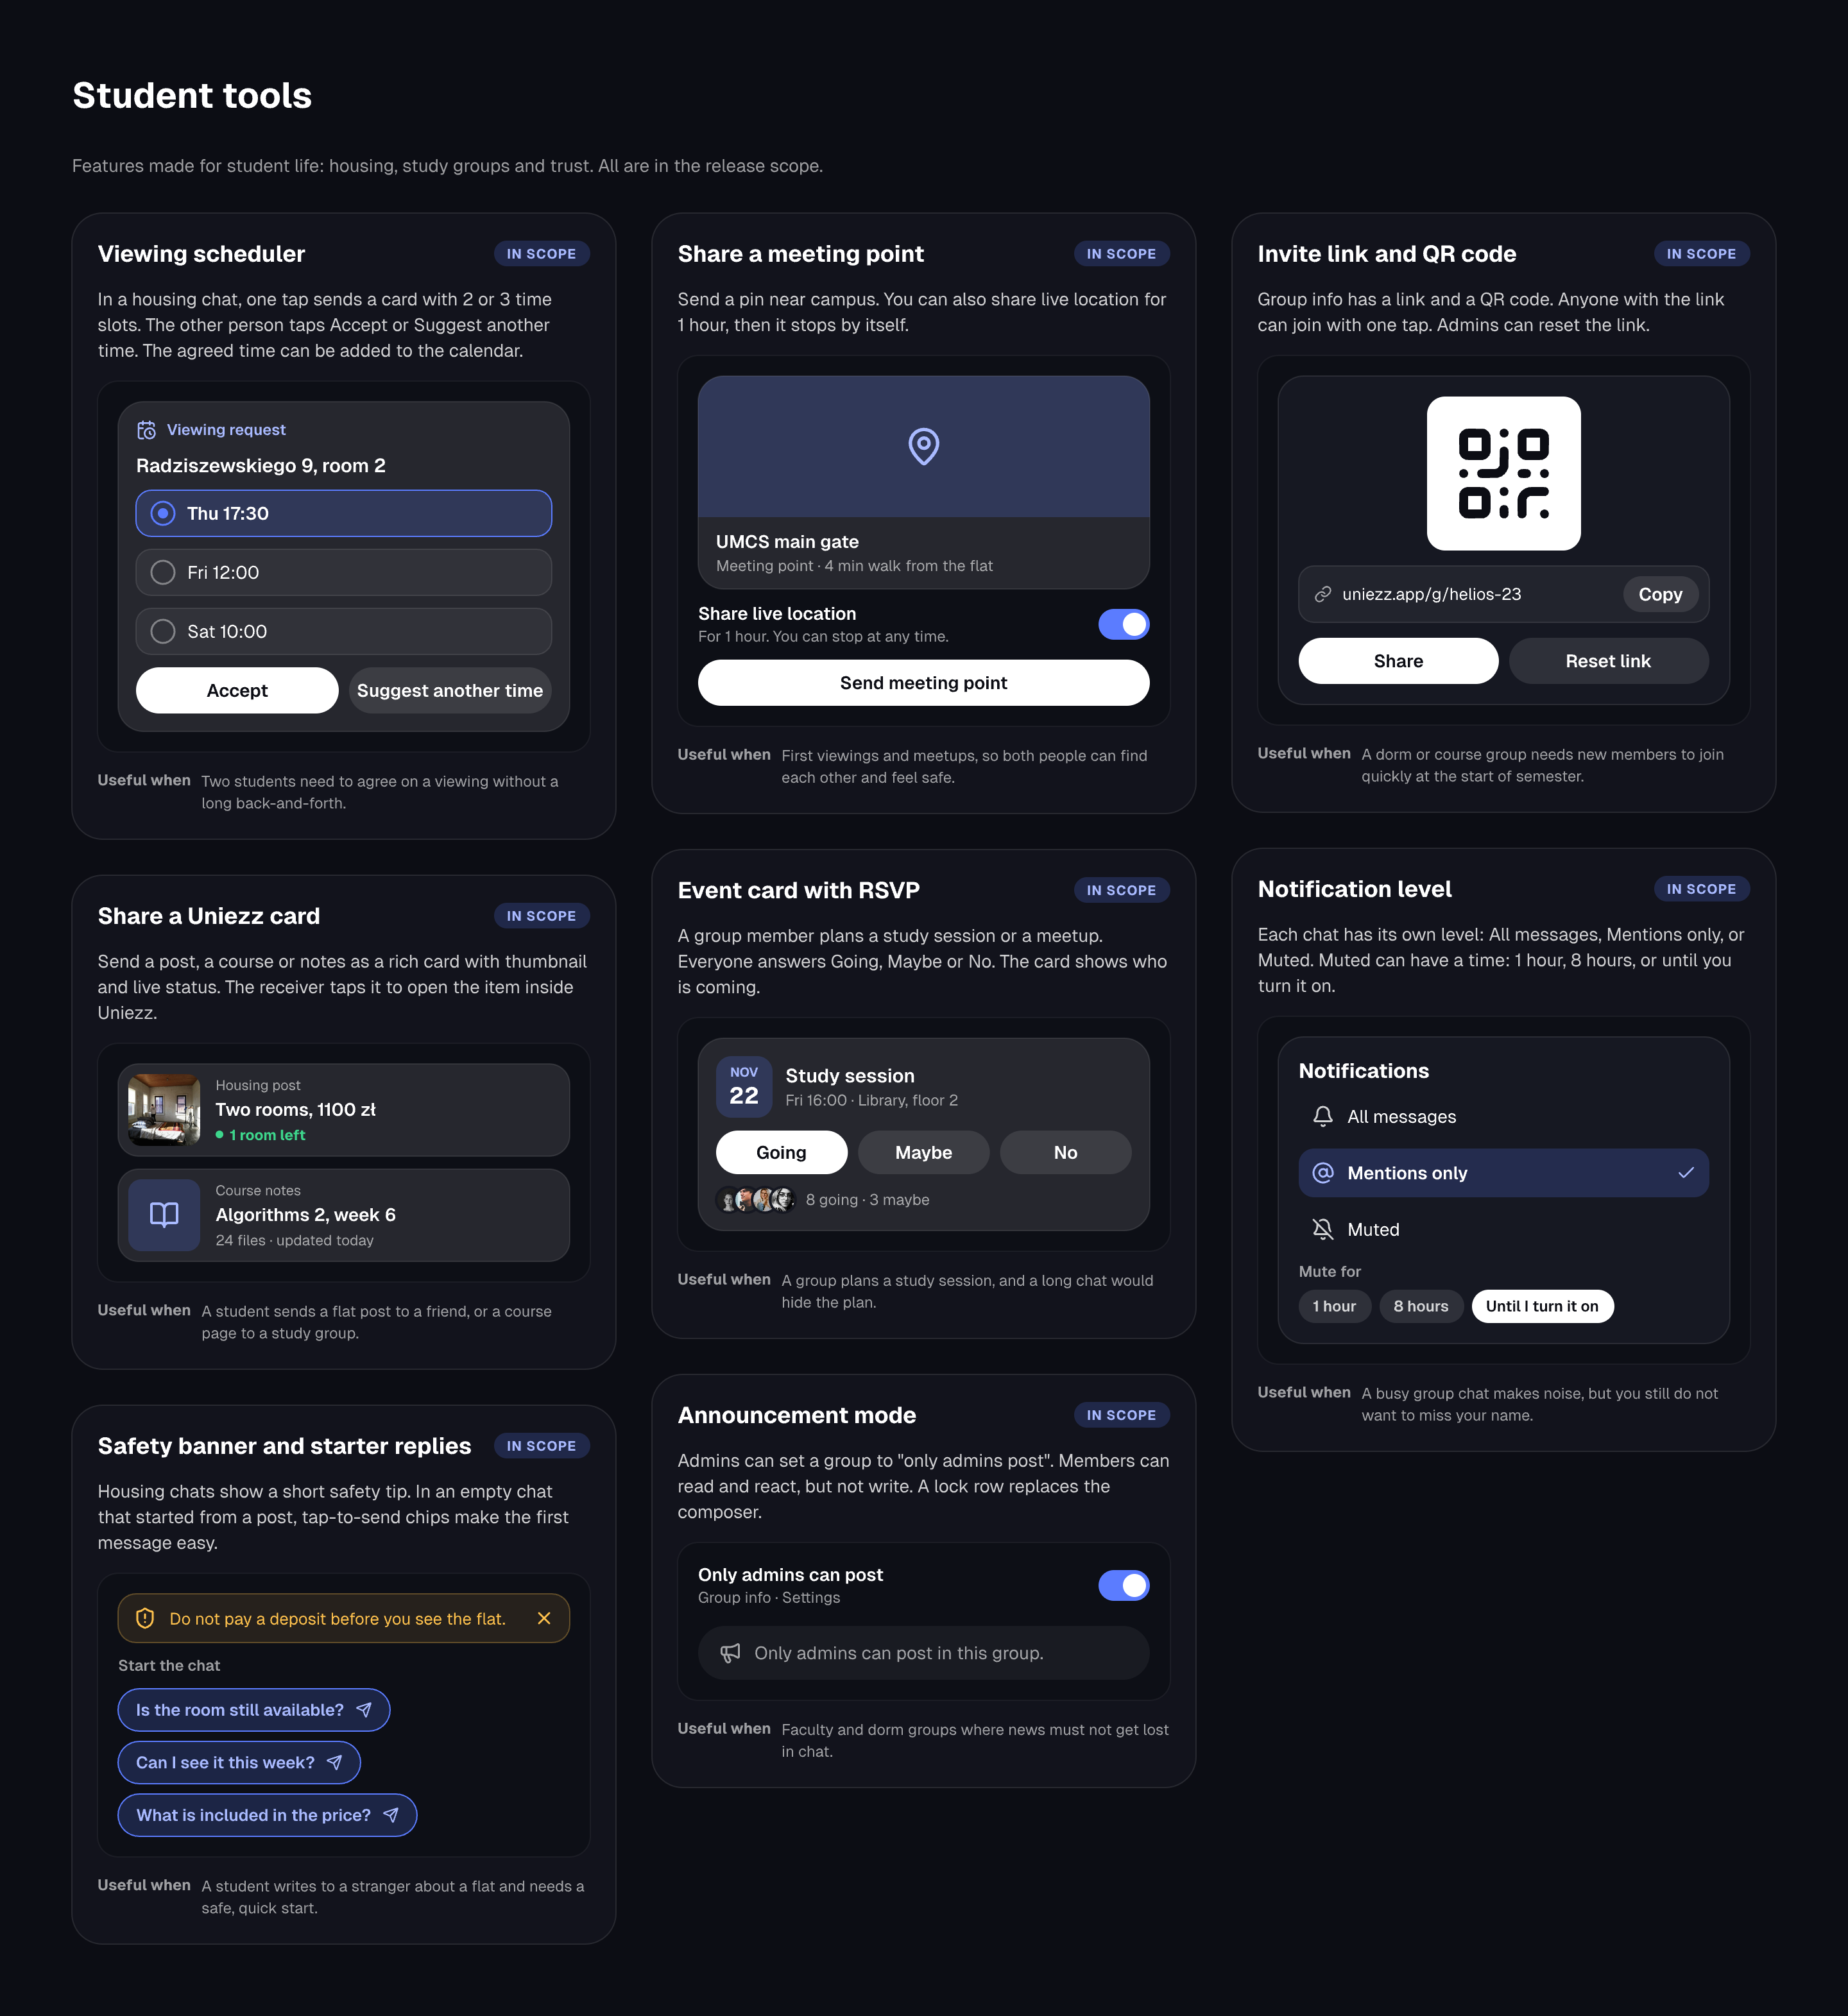 Student tools
Features made for student life: housing, study groups and trust. All are in the release scope.
Viewing scheduler
IN SCOPE
In a housing chat, one tap sends a card with 2 or 3 time
slots. The other person taps Accept or Suggest another
time. The agreed time can be added to the calendar.
Viewing request
Radziszewskiego 9, room 2
Thu 17:30
Fri 12:00
Sat 10:00
Accept
Suggest another time
Useful when
Two students need to agree on a viewing without a
long back-and-forth.
Share a Uniezz card
IN SCOPE
Send a post, a course or notes as a rich card with thumbnail
and live status. The receiver taps it to open the item inside
Uniezz.
Housing post
Two rooms, 1100 zł
1 room left
Course notes
Algorithms 2, week 6
24 files · updated today
Useful when
A student sends a flat post to a friend, or a course
page to a study group.
Safety banner and starter replies
IN SCOPE
Housing chats show a short safety tip. In an empty chat
that started from a post, tap-to-send chips make the first
message easy.
Do not pay a deposit before you see the flat.
Start the chat
Is the room still available?
Can I see it this week?
What is included in the price?
Useful when
A student writes to a stranger about a flat and needs a
safe, quick start.
Share a meeting point
IN SCOPE
Send a pin near campus. You can also share live location for
1 hour, then it stops by itself.
UMCS main gate
Meeting point · 4 min walk from the flat
Share live location
For 1 hour. You can stop at any time.
Send meeting point
Useful when
First viewings and meetups, so both people can find
each other and feel safe.
Event card with RSVP
IN SCOPE
A group member plans a study session or a meetup.
Everyone answers Going, Maybe or No. The card shows who
is coming.
NOV
22
Study session
Fri 16:00 · Library, floor 2
Going
Maybe
No
8 going · 3 maybe
Useful when
A group plans a study session, and a long chat would
hide the plan.
Announcement mode
IN SCOPE
Admins can set a group to "only admins post". Members can
read and react, but not write. A lock row replaces the
composer.
Only admins can post
Group info · Settings
Only admins can post in this group.
Useful when
Faculty and dorm groups where news must not get lost
in chat.
Invite link and QR code
IN SCOPE
Group info has a link and a QR code. Anyone with the link
can join with one tap. Admins can reset the link.
uniezz.app/g/helios-23
Copy
Share
Reset link
Useful when
A dorm or course group needs new members to join
quickly at the start of semester.
Notification level
IN SCOPE
Each chat has its own level: All messages, Mentions only, or
Muted. Muted can have a time: 1 hour, 8 hours, or until you
turn it on.
Notifications
All messages
Mentions only
Muted
Mute for
1 hour
8 hours
Until I turn it on
Useful when
A busy group chat makes noise, but you still do not
want to miss your name.